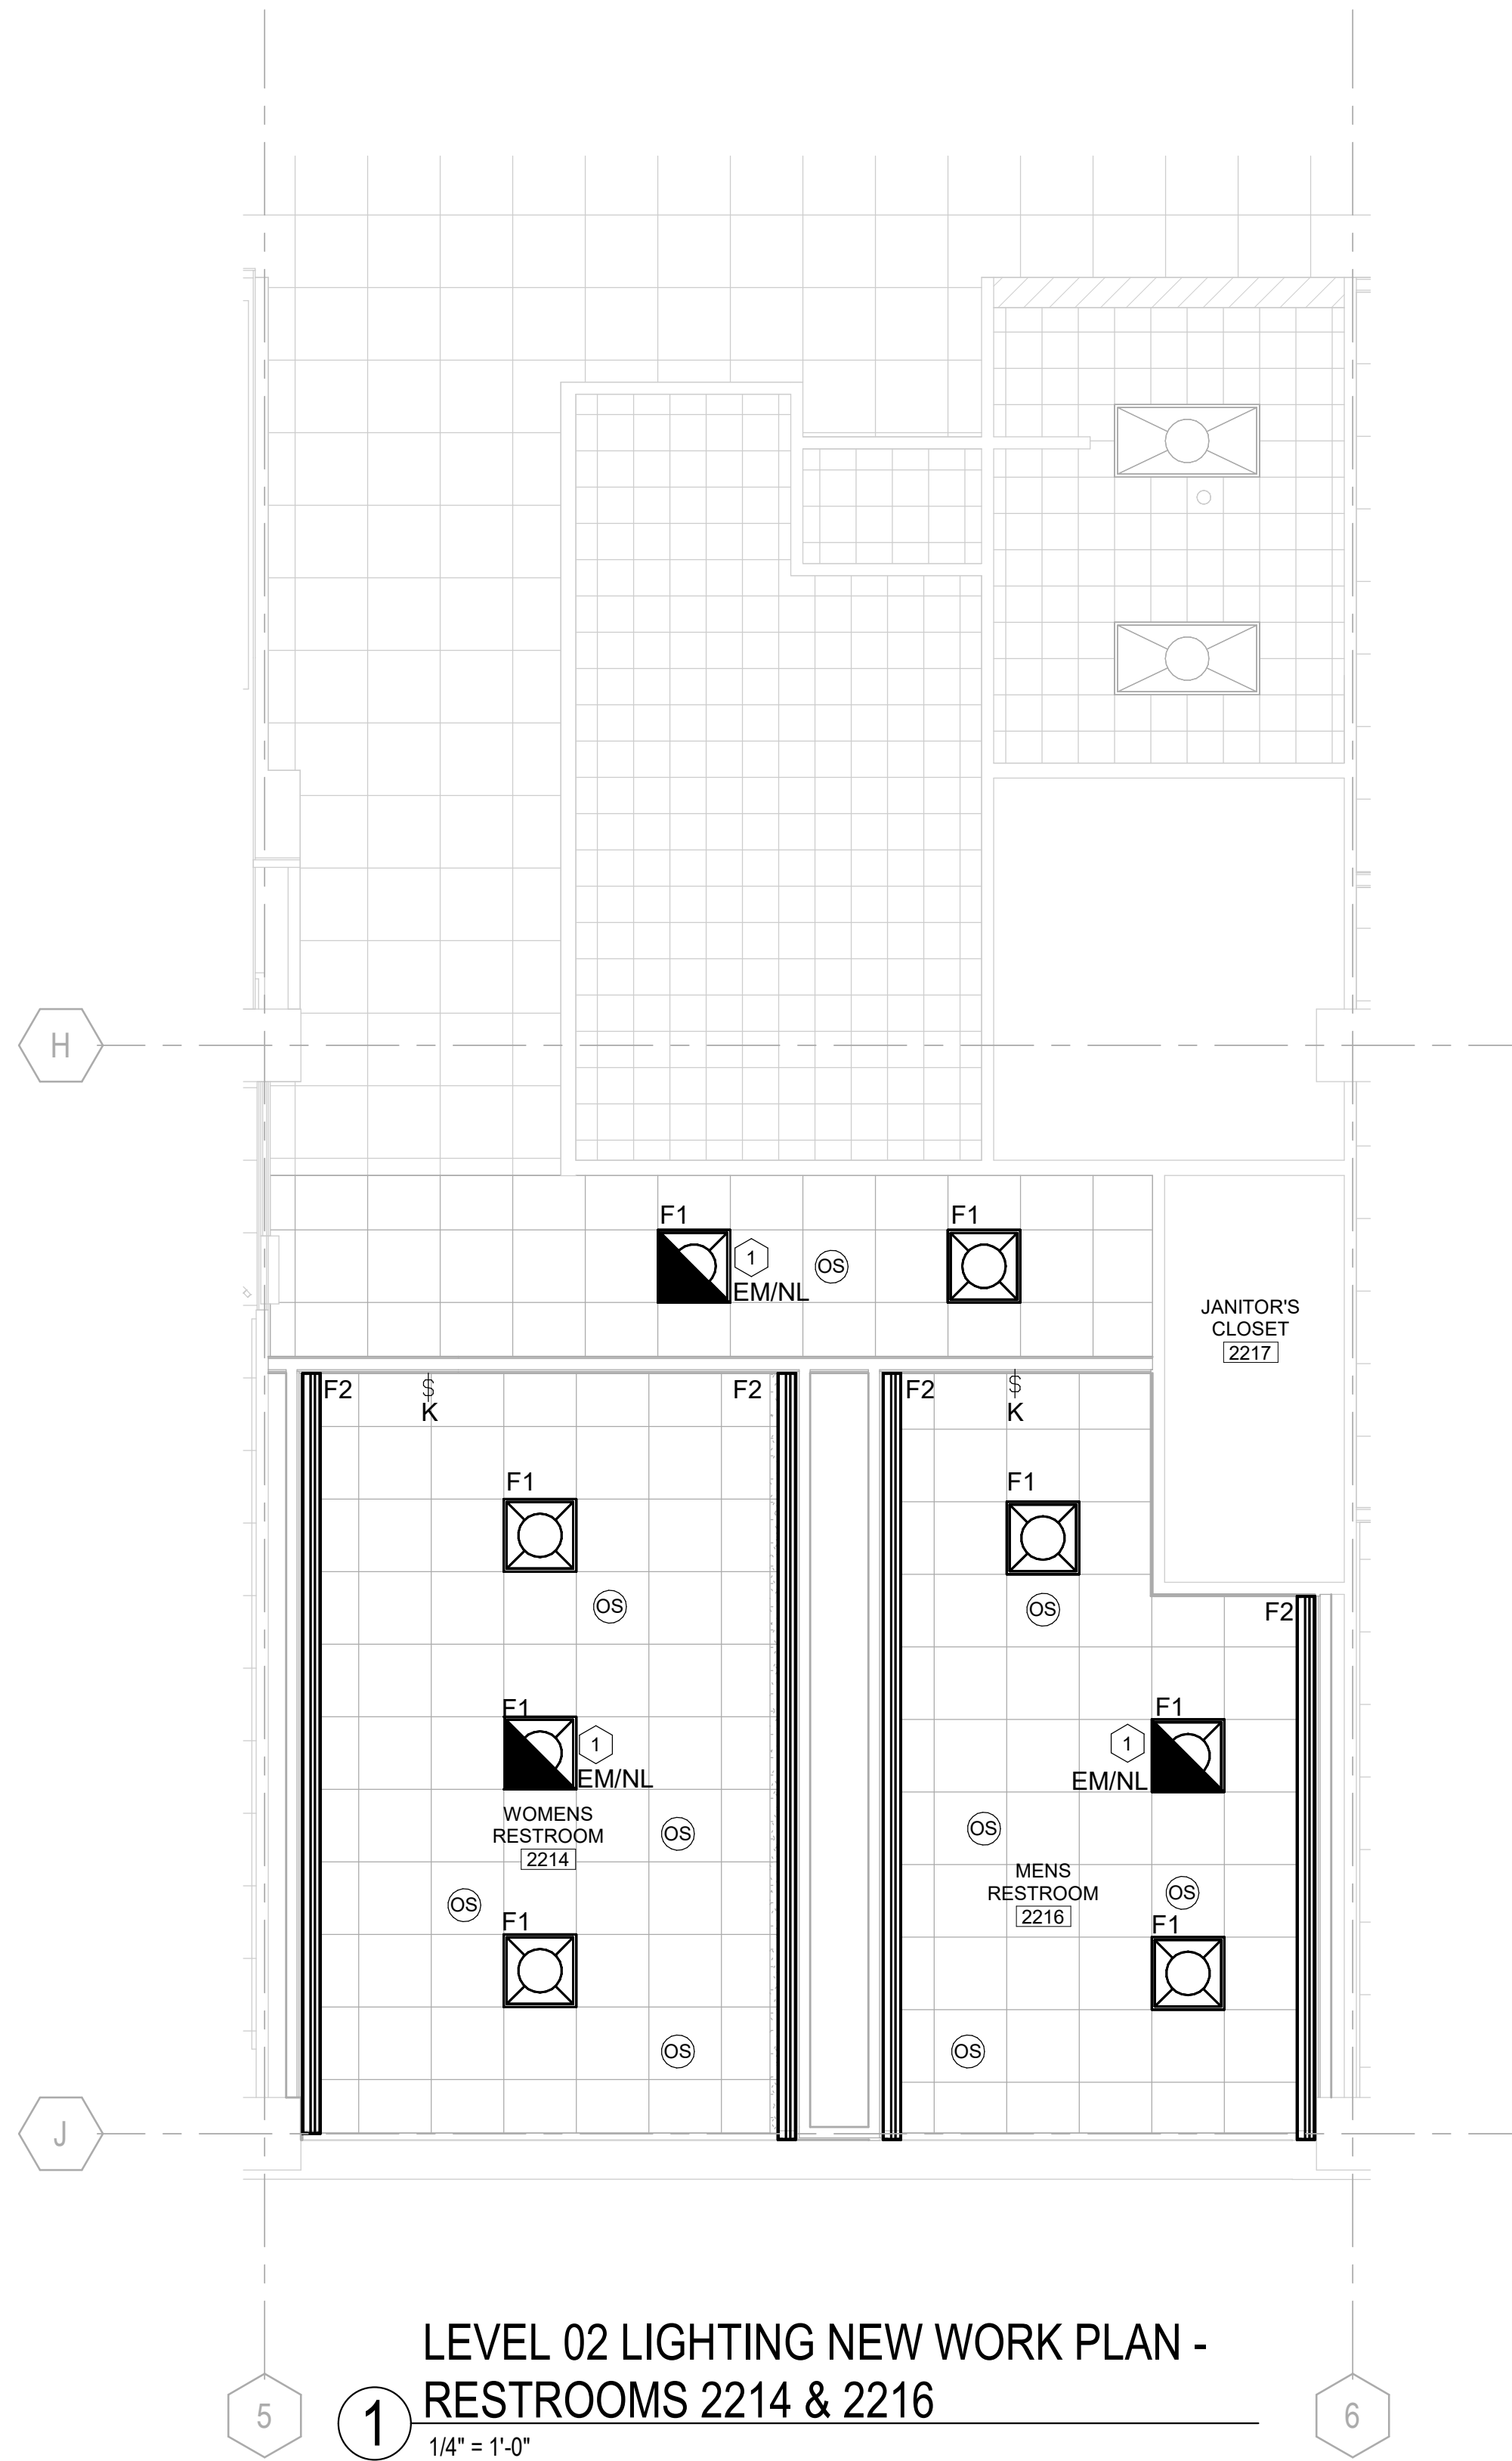 H
F1
F1
1
OS
EM/NL
JANITOR'S
CLOSET
2217
F2
$
K
F2
F2
$
K
F1
F1
OS
OS
F2
F1
1
EM/NL
F1
1
EM/NL
WOMENS
RESTROOM
2214
OS
OS
OS
MENS
RESTROOM
2216
OS
F1
F1
OS
OS
J
LEVEL 02 LIGHTING NEW WORK PLAN -
RESTROOMS 2214 & 2216
1
1/4" = 1'-0"
5
6